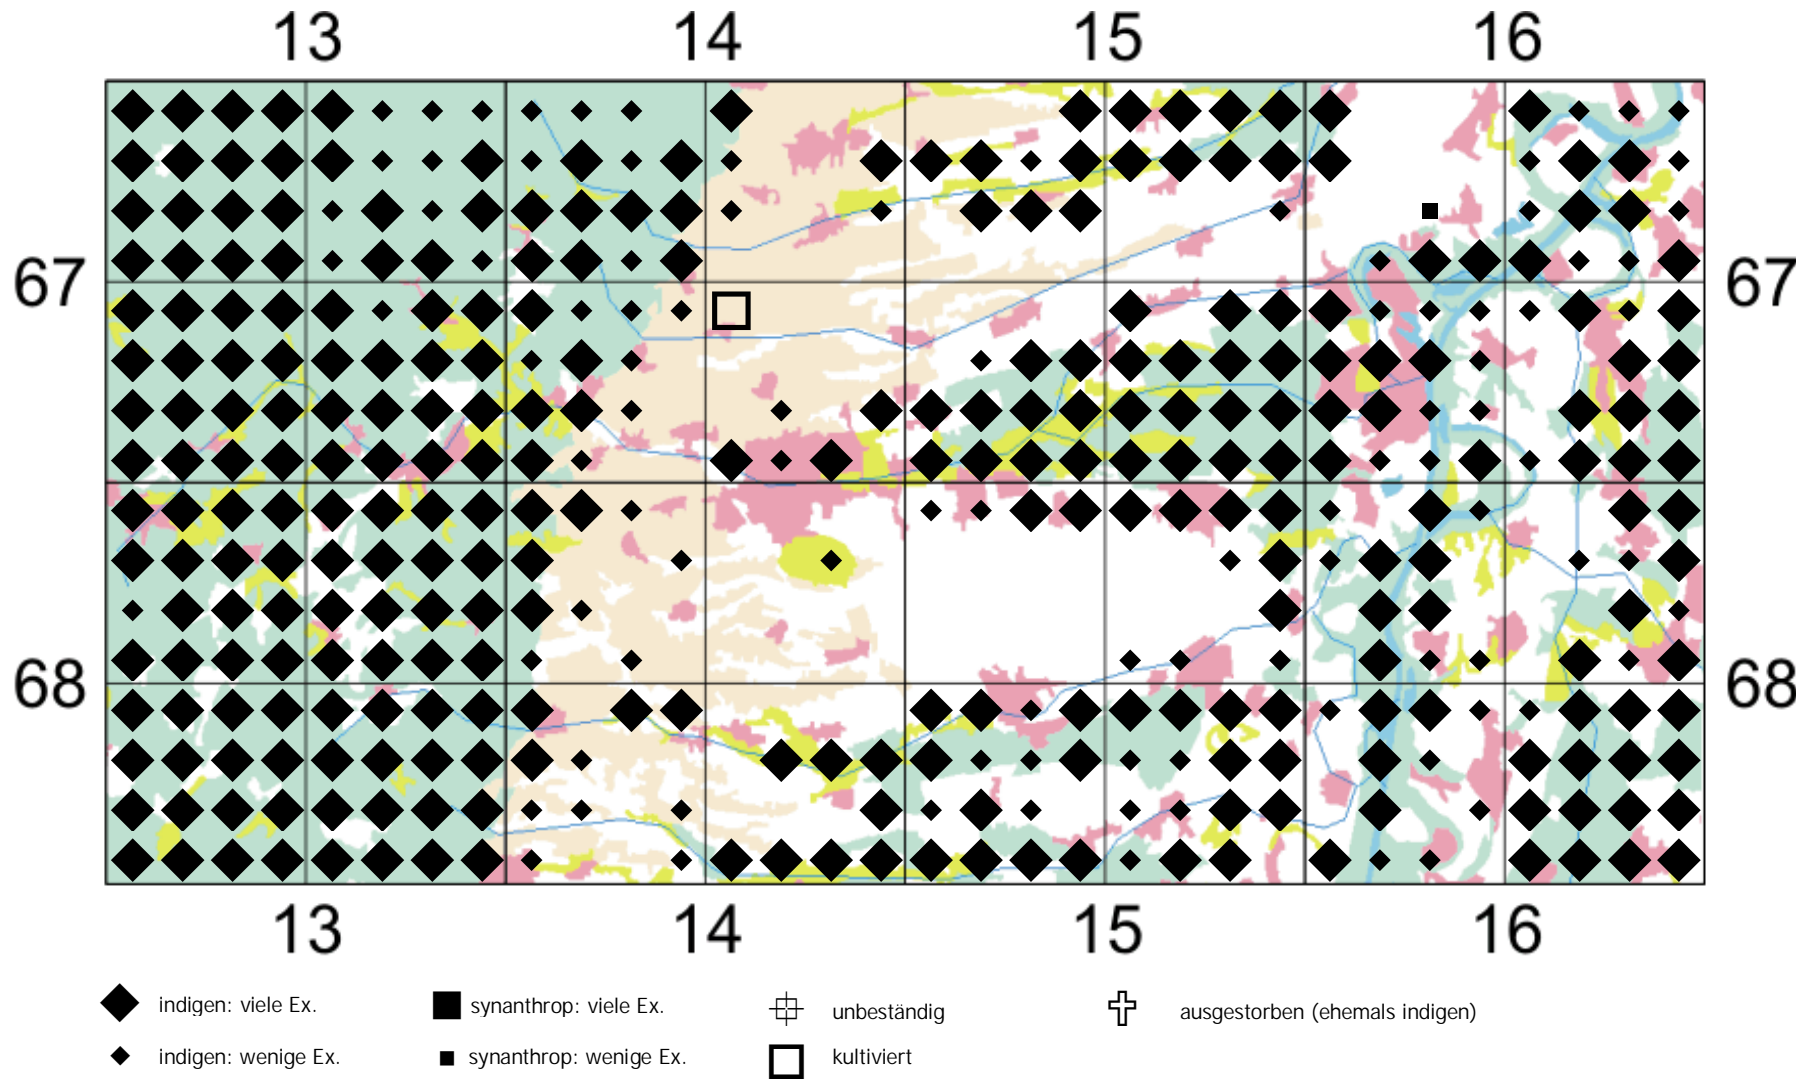 13 14 15 16
67 67
68 68
13 14 15 16
indigen: viele Ex. synanthrop: viele Ex. unbeständig ausgestorben (ehemals indigen)
indigen: wenige Ex. synanthrop: wenige Ex. kultiviert